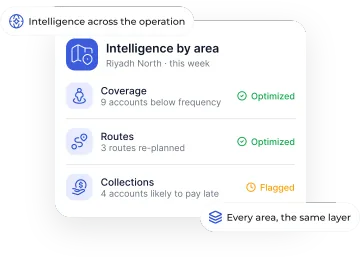 Intelligence across the operation
Intelligence by area
Riyadh North · this week
Coverage
9 accounts below frequency
Optimized
Routes
3 routes re-planned
Optimized
Collections
4 accounts likely to pay late
Flagged
Every area, the same layer